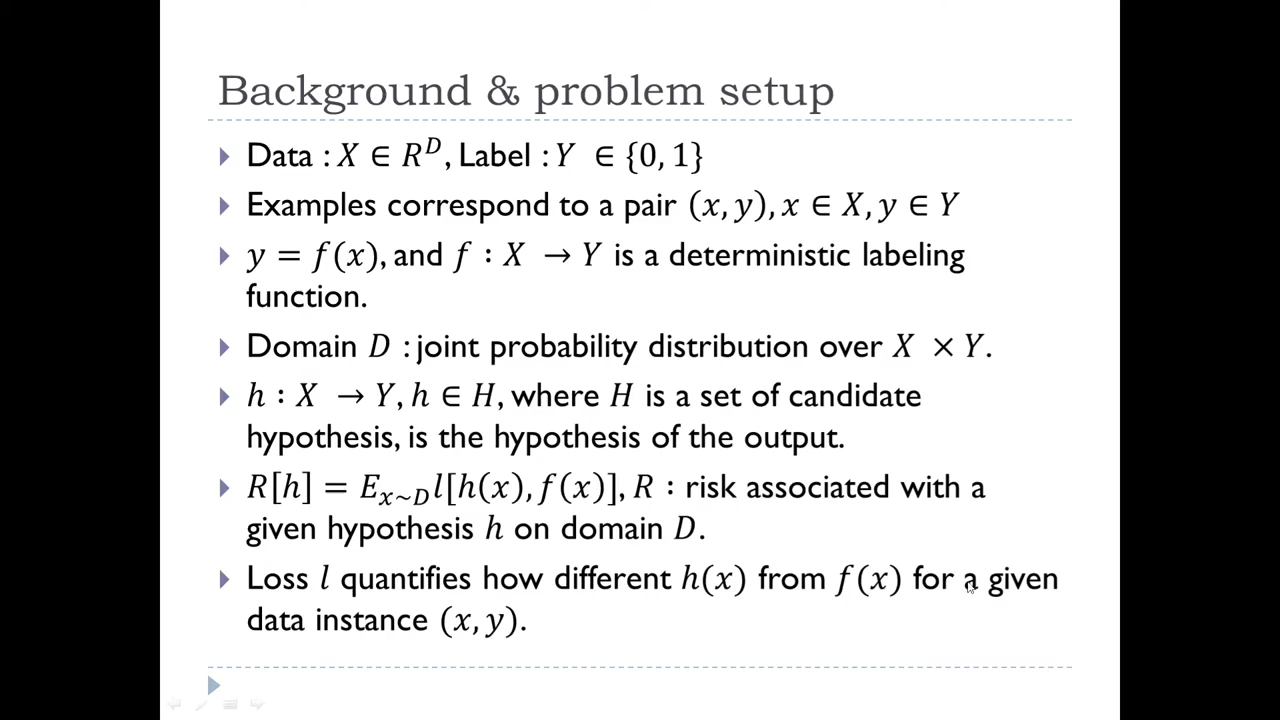 Background & problem setup
Data : X ∈ R^D, Label : Y ∈ {0, 1}
Examples correspond to a pair (x, y), x ∈ X, y ∈ Y
y = f(x), and f : X → Y is a deterministic labeling
function.
Domain D : joint probability distribution over X × Y.
h : X → Y, h ∈ H, where H is a set of candidate
hypothesis, is the hypothesis of the output.
R[h] = E_{x~D} l[h(x), f(x)], R : risk associated with a
given hypothesis h on domain D.
Loss l quantifies how different h(x) from f(x) for a given
data instance (x, y).